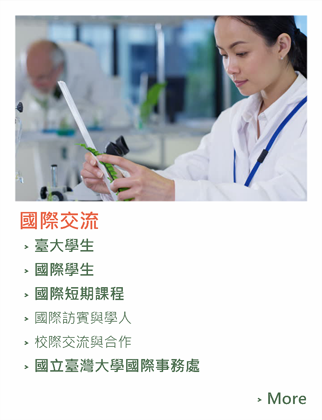 國際交流
› 臺大學生
› 國際學生
› 國際短期課程
› 國際訪賓與學人
› 校際交流與合作
› 國立臺灣大學國際事務處
› More